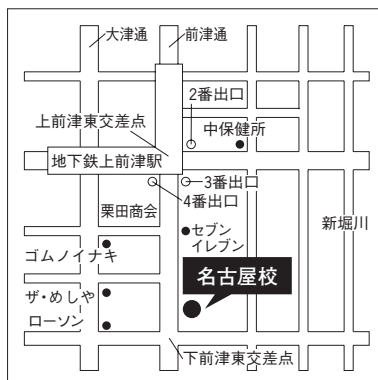 大津通
前津通
2番出口
上前津東交差点
中保健所
地下鉄上前津駅
3番出口
4番出口
栗田商会
セブン
イレブン
新堀川
ゴムノイナキ
名古屋校
ザ・めしや
ローソン
下前津東交差点